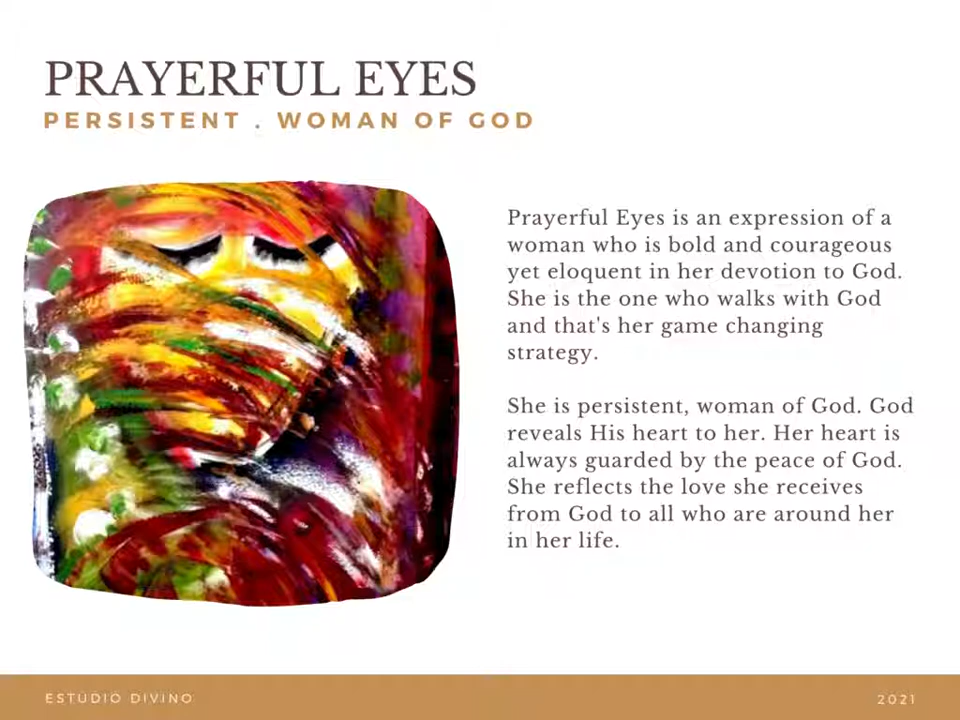 PRAYERFUL EYES
PERSISTENT . WOMAN OF GOD
Prayerful Eyes is an expression of a
woman who is bold and courageous
yet eloquent in her devotion to God.
She is the one who walks with God
and that's her game changing
strategy.
She is persistent, woman of God. God
reveals His heart to her. Her heart is
always guarded by the peace of God.
She reflects the love she receives
from God to all who are around her
in her life.
ESTUDIO DIVINO
2021